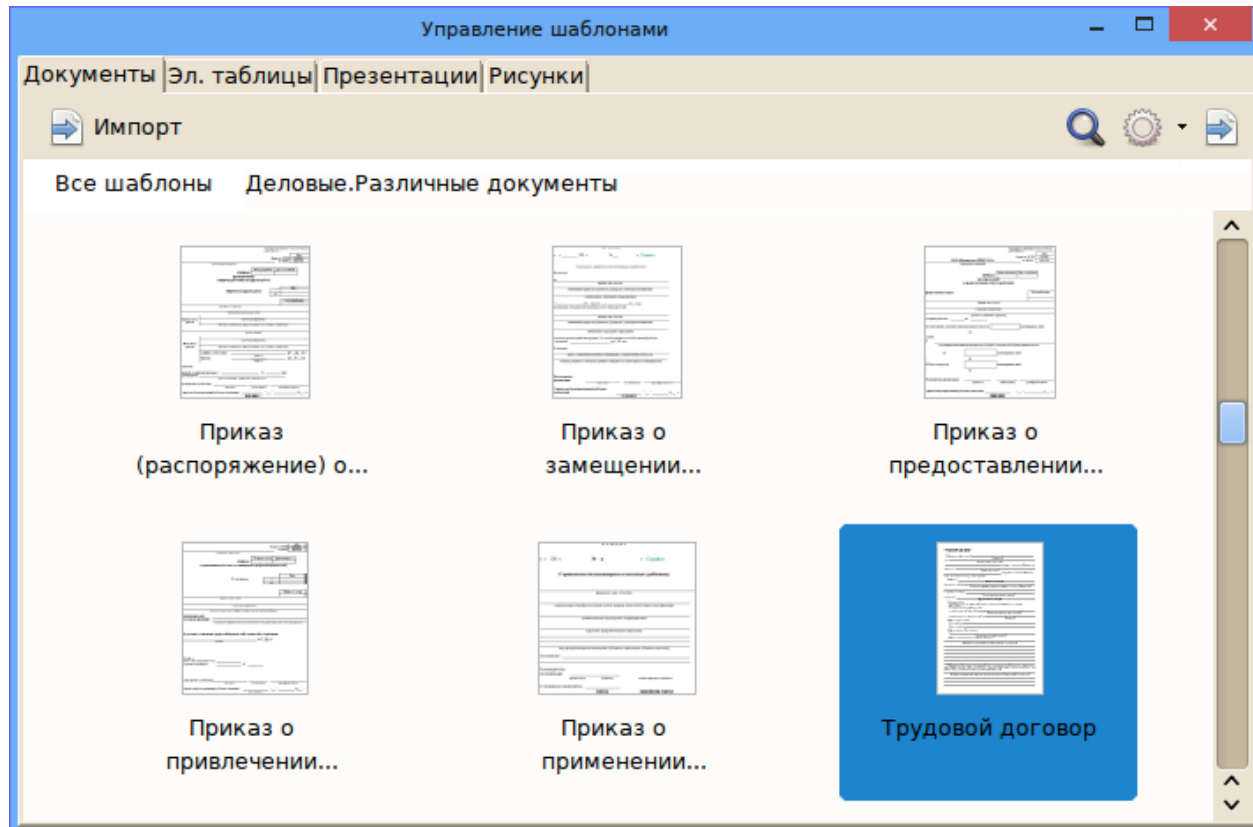 Управление шаблонами
Документы Эл. таблицы Презентации Рисунки
Импорт
Все шаблоны Деловые.Различные документы
Приказ
(распоряжение) о...
Приказ о
замещении...
Приказ о
предоставлении...
Приказ о
привлечении...
Приказ о
применении...
Трудовой договор